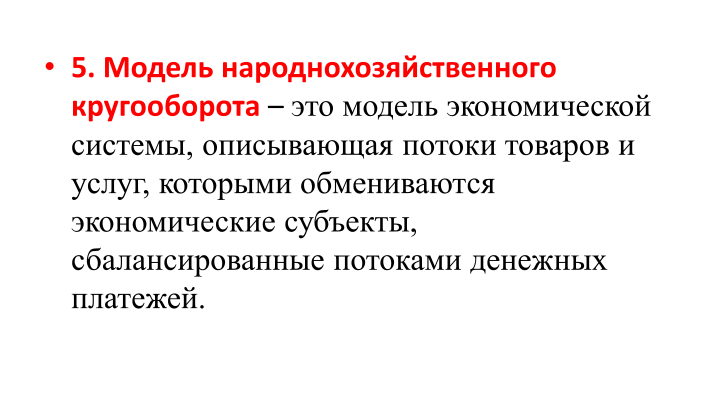 • 5. Модель народнохозяйственного
кругооборота – это модель экономической
системы, описывающая потоки товаров и
услуг, которыми обмениваются
экономические субъекты,
сбалансированные потоками денежных
платежей.